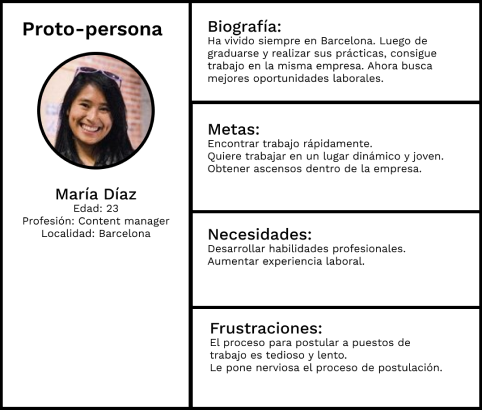 Proto-persona
María Díaz
Edad: 23
Profesión: Content manager
Localidad: Barcelona
Biografía:
Ha vivido siempre en Barcelona. Luego de
graduarse y realizar sus prácticas, consigue
trabajo en la misma empresa. Ahora busca
mejores oportunidades laborales.
Metas:
Encontrar trabajo rápidamente.
Quiere trabajar en un lugar dinámico y joven.
Obtener ascensos dentro de la empresa.
Necesidades:
Desarrollar habilidades profesionales.
Aumentar experiencia laboral.
Frustraciones:
El proceso para postular a puestos de
trabajo es tedioso y lento.
Le pone nerviosa el proceso de postulación.